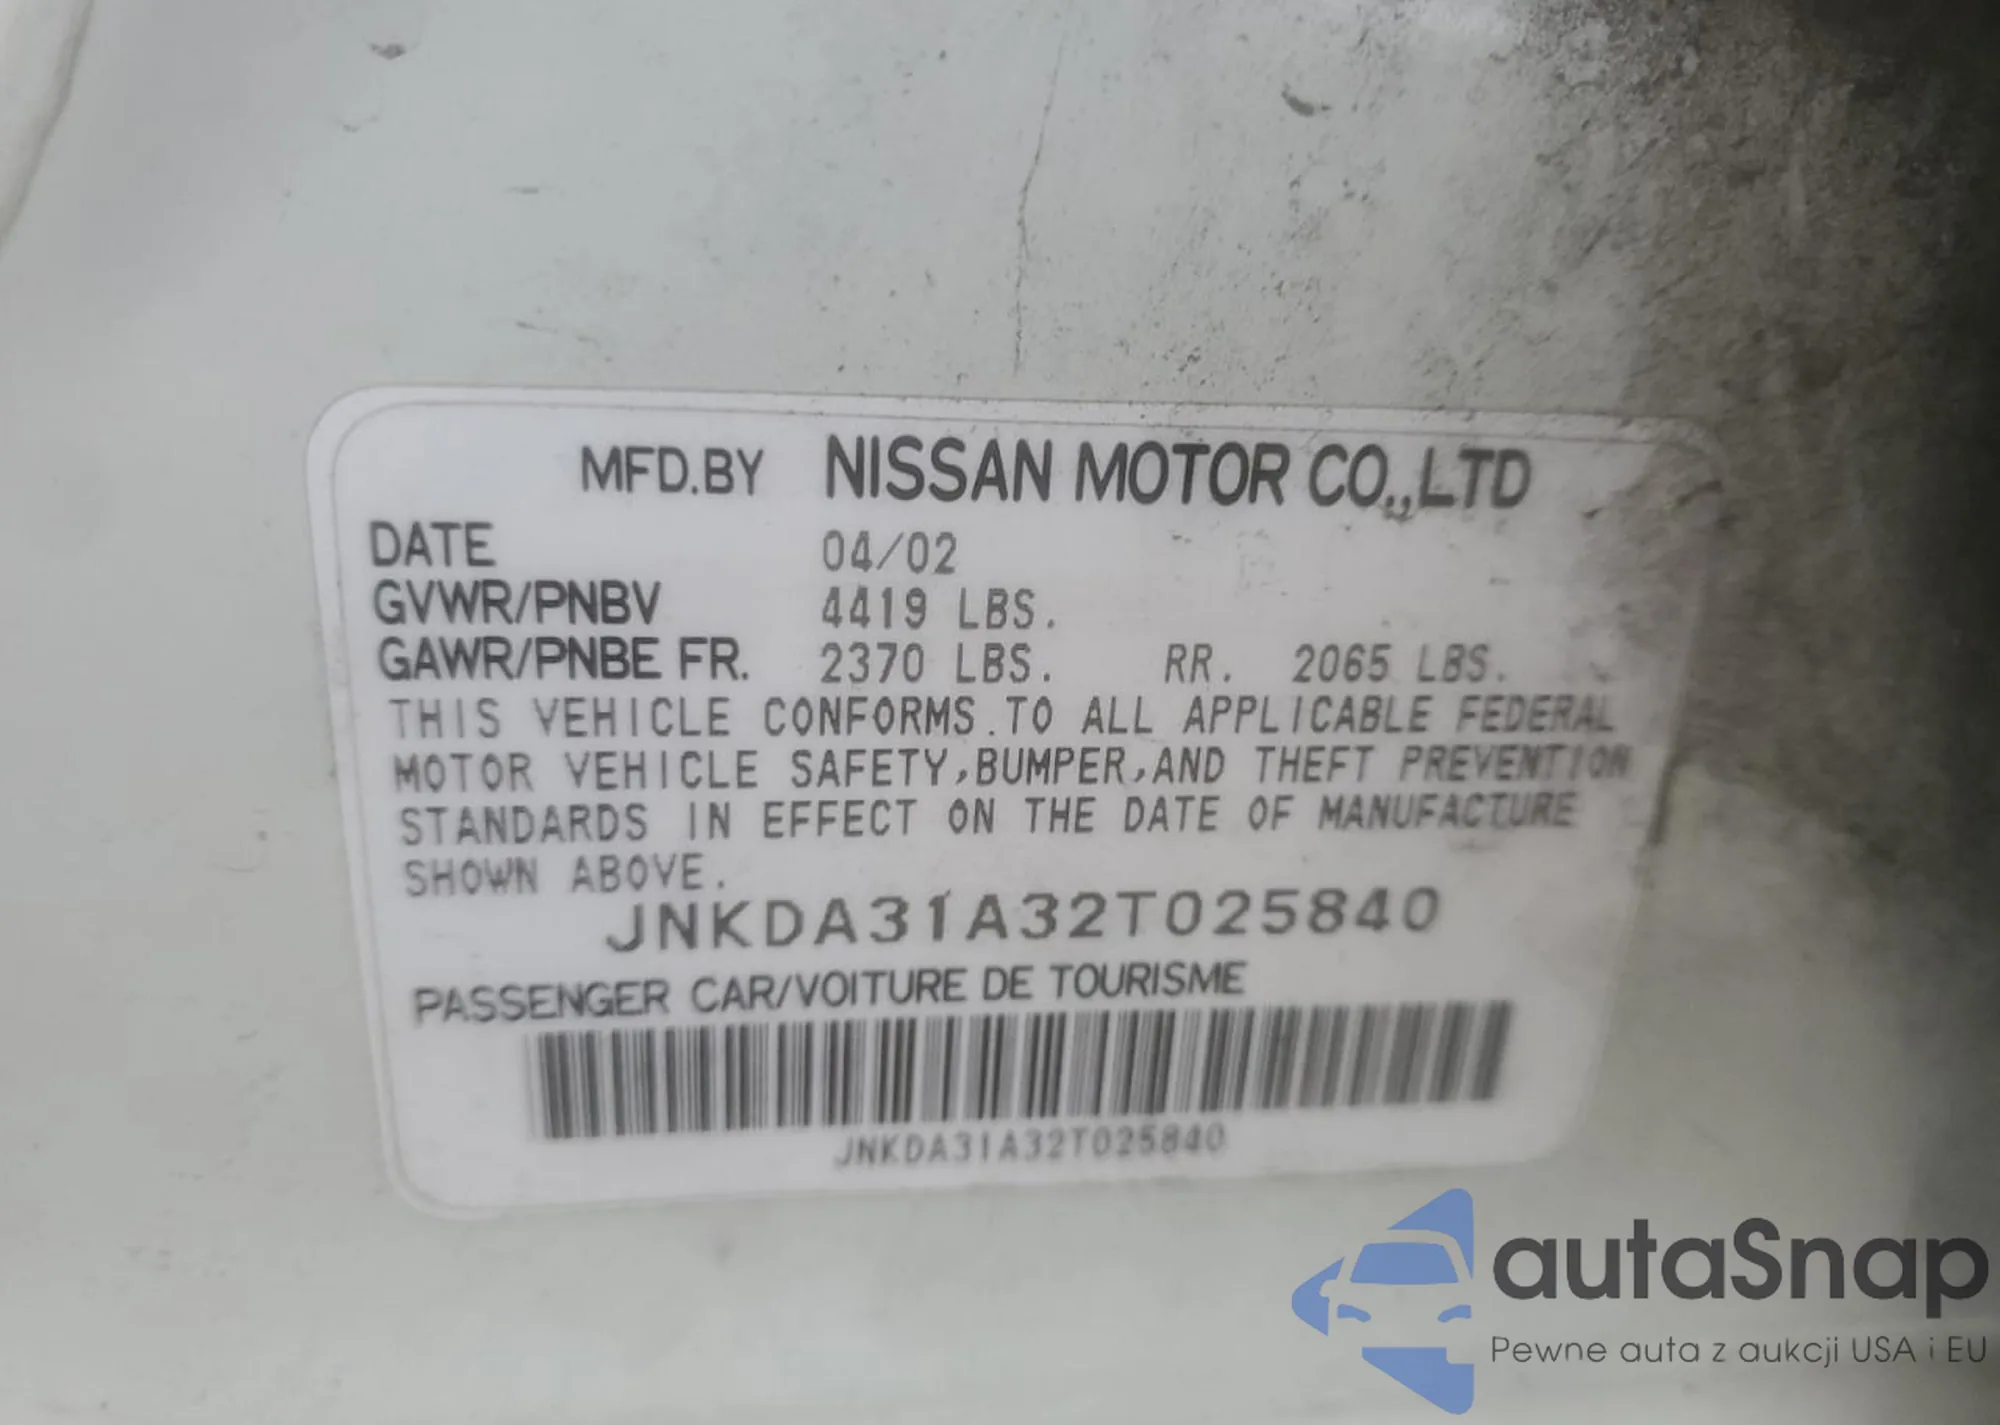 MFD.BY NISSAN MOTOR CO.,LTD
DATE 04/02
GVWR/PNBV 4419 LBS.
GAWR/PNBE FR. 2370 LBS. RR. 2065 LBS.
THIS VEHICLE CONFORMS TO ALL APPLICABLE FEDERAL
MOTOR VEHICLE SAFETY,BUMPER,AND THEFT PREVENTION
STANDARDS IN EFFECT ON THE DATE OF MANUFACTURE
SHOWN ABOVE.
JNKDA31A32T025840
PASSENGER CAR/VOITURE DE TOURISME
JNKDA31A32T025840
autaSnap
Pewne auta z aukcji USA i EU